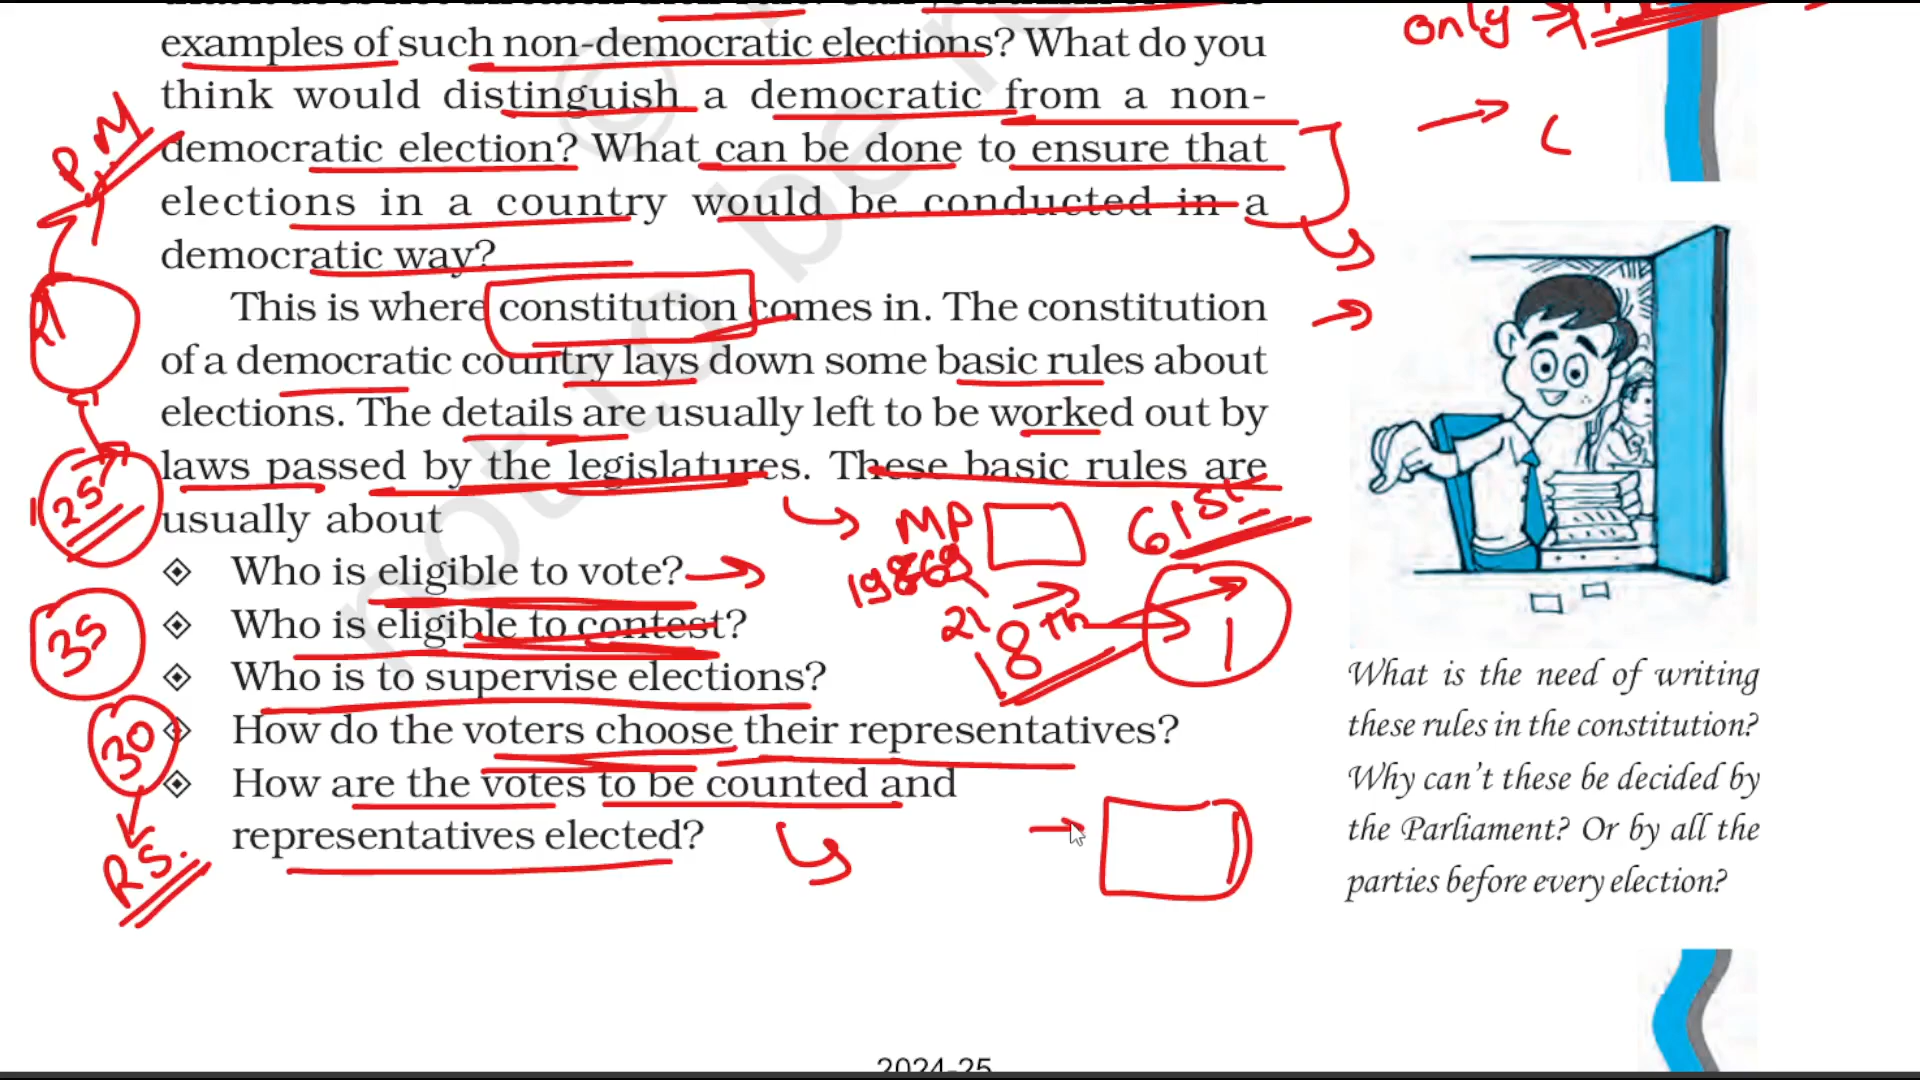 examples of such non-democratic elections? What do you
think would distinguish a democratic from a non-
democratic election? What can be done to ensure that
elections in a country would be conducted in a
democratic way?
This is where constitution comes in. The constitution
of a democratic country lays down some basic rules about
elections. The details are usually left to be worked out by
laws passed by the legislatures. These basic rules are
usually about
Who is eligible to vote?
Who is eligible to contest?
Who is to supervise elections?
How do the voters choose their representatives?
How are the votes to be counted and
representatives elected?
What is the need of writing
these rules in the constitution?
Why can't these be decided by
the Parliament? Or by all the
parties before every election?
only
P.M
25
35
30
RS.
MP
61st
21
18th
1
not to be re
2024-25